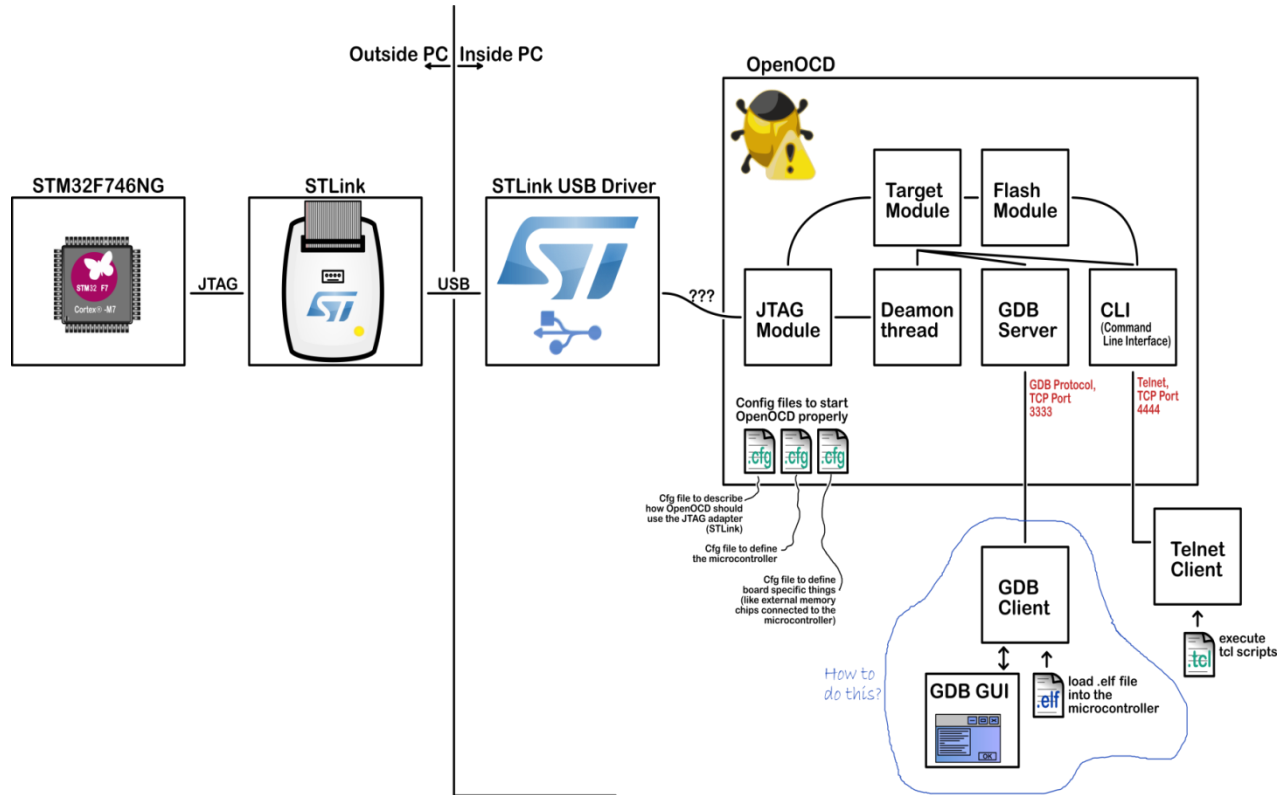 Outside PC
Inside PC
OpenOCD
STM32F746NG
STM32 F7
Cortex® -M7
JTAG
STLink
USB
STLink USB Driver
???
Target
Module
Flash
Module
JTAG
Module
Deamon
thread
GDB
Server
CLI
(Command
Line Interface)
GDB Protocol,
TCP Port
3333
Telnet,
TCP Port
4444
Config files to start
OpenOCD properly
.cfg
.cfg
.cfg
Cfg file to describe
how OpenOCD should
use the JTAG adapter
(STLink)
Cfg file to define
the microcontroller
Cfg file to define
board specific things
(like external memory
chips connected to the
microcontroller)
GDB
Client
Telnet
Client
.tcl
execute
tcl scripts
How to
do this?
GDB GUI
OK
.elf
load .elf file
into the
microcontroller